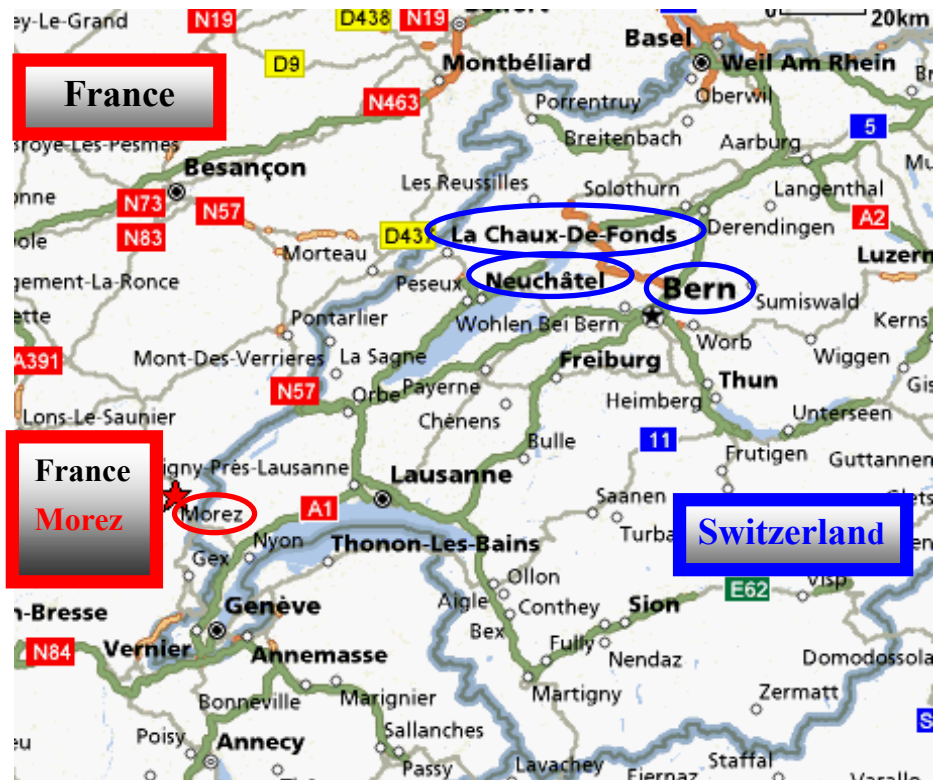 ey-Le-Grand N19 D438 N19
0 20km
Basel
D9 Montbéliard Weil Am Rhein
France
N463 Porrentruy Oberwil
Breitenbach Aarburg 5
Besançon
Les Reussilles Solothurn Langenthal
N73 N57 A2
N83 D437 La Chaux-De-Fonds Derendingen
Morteau Luzern
gement-La-Ronce Peseux Neuchâtel Bern Sumiswald
Pontarlier Wohlen Bei Bern Kerns
A391 Mont-Des-Verrieres La Sagne Freiburg Worb Wiggen
N57 Orbe Payerne Thun
Lons-Le-Saunier Chênens Heimberg Unterseen
Bulle 11 Frutigen Guttannen
France igny-Près-Lausanne
Lausanne
Morez Morez A1 Saanen
Switzerland
Gex Nyon Thonon-Les-Bains Turba
Ollon E62 Visp
n-Bresse Genève Aigle Conthey Sion
N84 Vernier Bex Fully
Annemasse Nendaz Domodossola
Bonneville Marignier Martigny Zermatt
Poisy Annecy Sallanches
Passy Lavachey Staffal